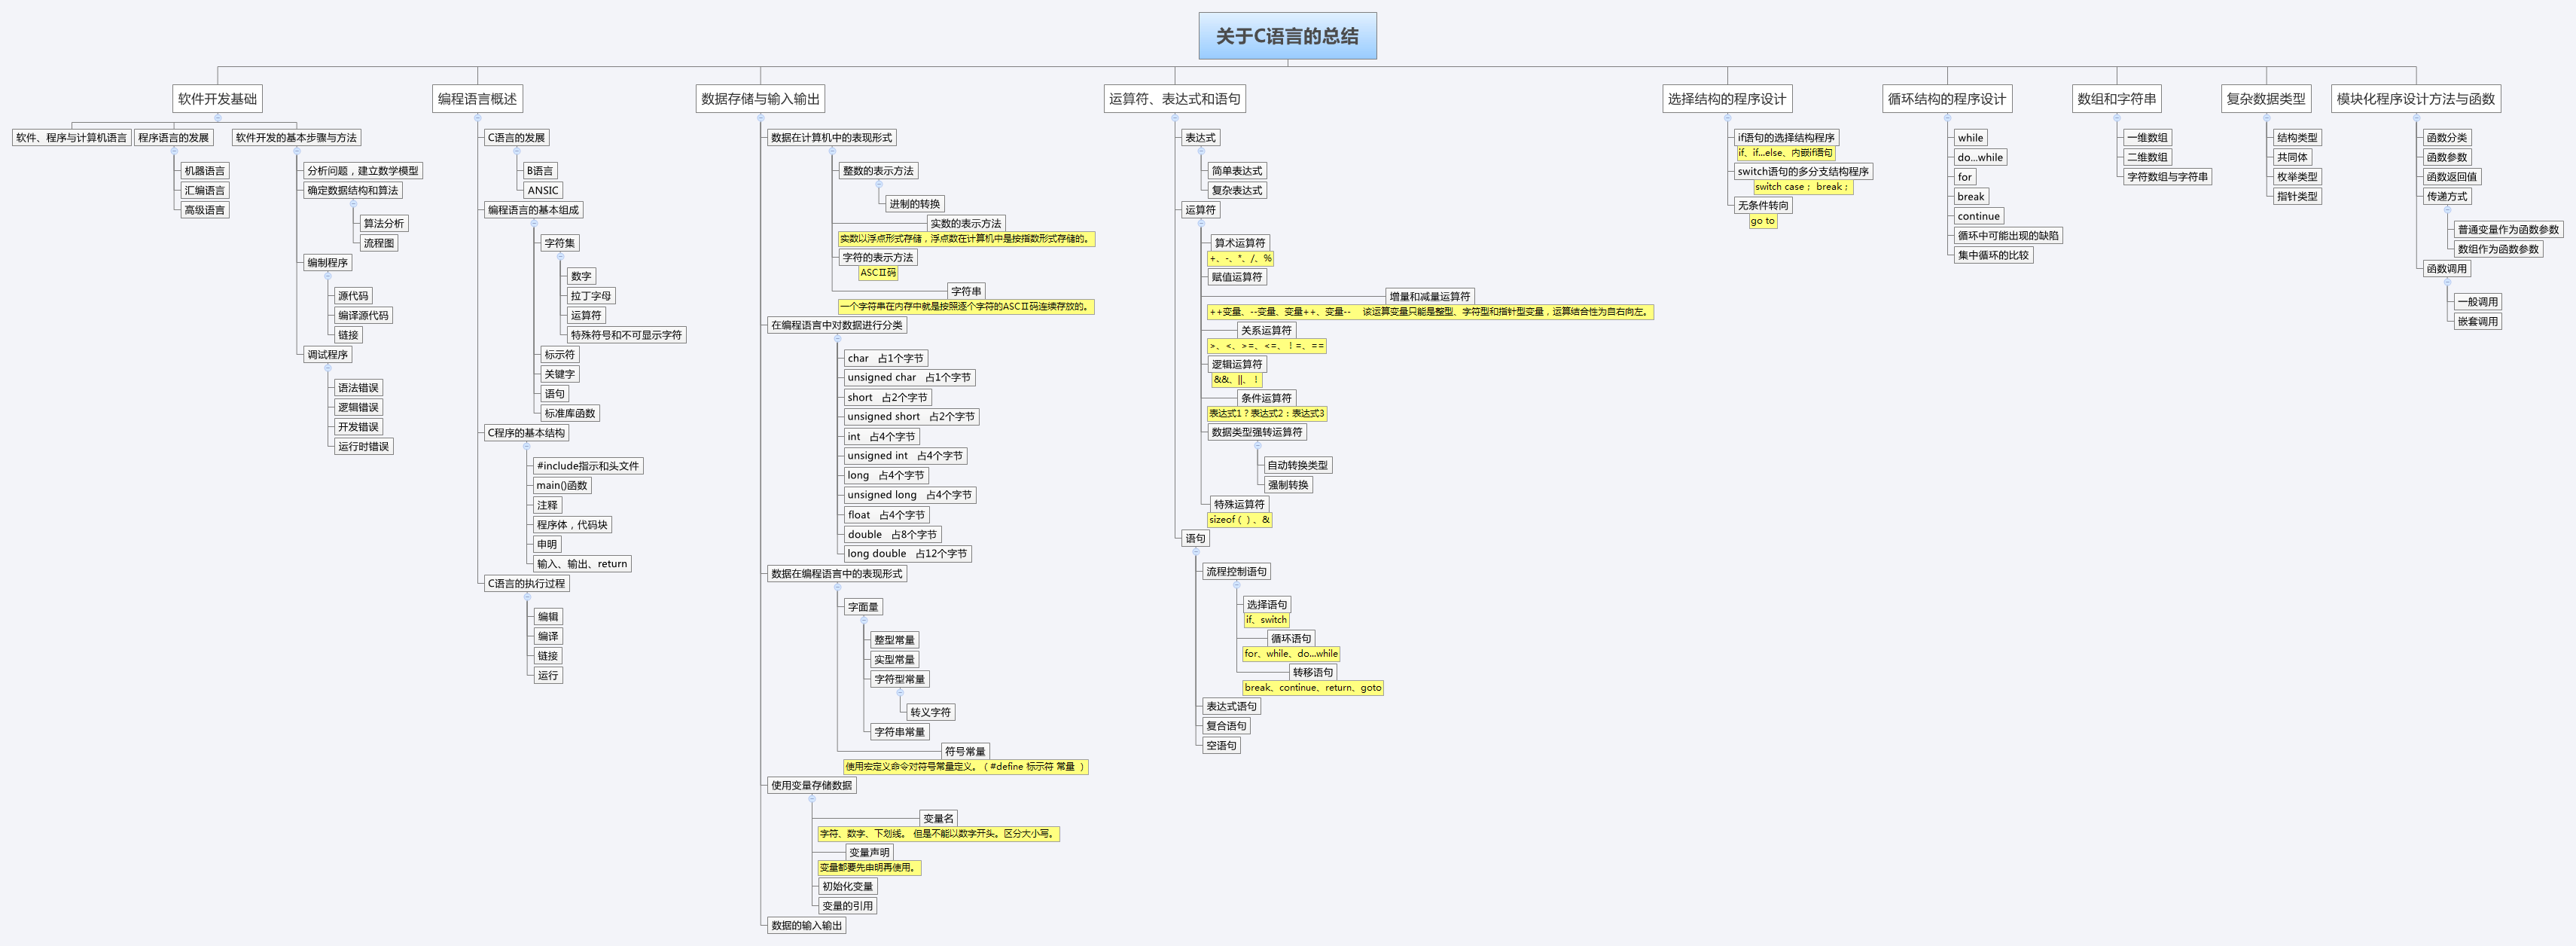 关于C语言的总结
软件开发基础
软件、程序与计算机语言
程序语言的发展
机器语言
汇编语言
高级语言
软件开发的基本步骤与方法
分析问题，建立数学模型
确定数据结构和算法
算法分析
流程图
编制程序
源代码
编译源代码
链接
调试程序
语法错误
逻辑错误
开发错误
运行时错误
编程语言概述
C语言的发展
B语言
ANSIC
编程语言的基本组成
字符集
数字
拉丁字母
运算符
特殊符号和不可显示字符
标示符
关键字
语句
标准库函数
C程序的基本结构
#include指示和头文件
main()函数
注释
程序体，代码块
申明
输入、输出、return
C语言的执行过程
编辑
编译
链接
运行
数据存储与输入输出
数据在计算机中的表现形式
整数的表示方法
进制的转换
实数的表示方法
实数以浮点形式存储，浮点数在计算机中是按指数形式存储的。
字符的表示方法
ASCⅡ码
字符串
一个字符串在内存中就是按照逐个字符的ASCⅡ码连续存放的。
在编程语言中对数据进行分类
char 占1个字节
unsigned char 占1个字节
short 占2个字节
unsigned short 占2个字节
int 占4个字节
unsigned int 占4个字节
long 占4个字节
unsigned long 占4个字节
float 占4个字节
double 占8个字节
long double 占12个字节
数据在编程语言中的表现形式
字面量
整型常量
实型常量
字符型常量
转义字符
字符串常量
符号常量
使用宏定义命令对符号常量定义。（ #define 标示符 常量 ）
使用变量存储数据
变量名
字符、数字、下划线。 但是不能以数字开头。区分大小写。
变量声明
变量都要先申明再使用。
初始化变量
变量的引用
数据的输入输出
运算符、表达式和语句
表达式
简单表达式
复杂表达式
运算符
算术运算符
+、-、*、/、%
赋值运算符
增量和减量运算符
++变量、--变量、变量++、变量-- 该运算变量只能是整型、字符型和指针型变量，运算结合性为自右向左。
关系运算符
>、<、>=、<=、！=、==
逻辑运算符
&&、||、！
条件运算符
表达式1？表达式2：表达式3
数据类型强转运算符
自动转换类型
强制转换
特殊运算符
sizeof（ ）、&
语句
流程控制语句
选择语句
if、switch
循环语句
for、while、do...while
转移语句
break、continue、return、goto
表达式语句
复合语句
空语句
选择结构的程序设计
if语句的选择结构程序
if、if...else、内嵌if语句
switch语句的多分支结构程序
switch case； break；
无条件转向
go to
循环结构的程序设计
while
do...while
for
break
continue
循环中可能出现的缺陷
集中循环的比较
数组和字符串
一维数组
二维数组
字符数组与字符串
复杂数据类型
结构类型
共同体
枚举类型
指针类型
模块化程序设计方法与函数
函数分类
函数参数
函数返回值
传递方式
普通变量作为函数参数
数组作为函数参数
函数调用
一般调用
嵌套调用